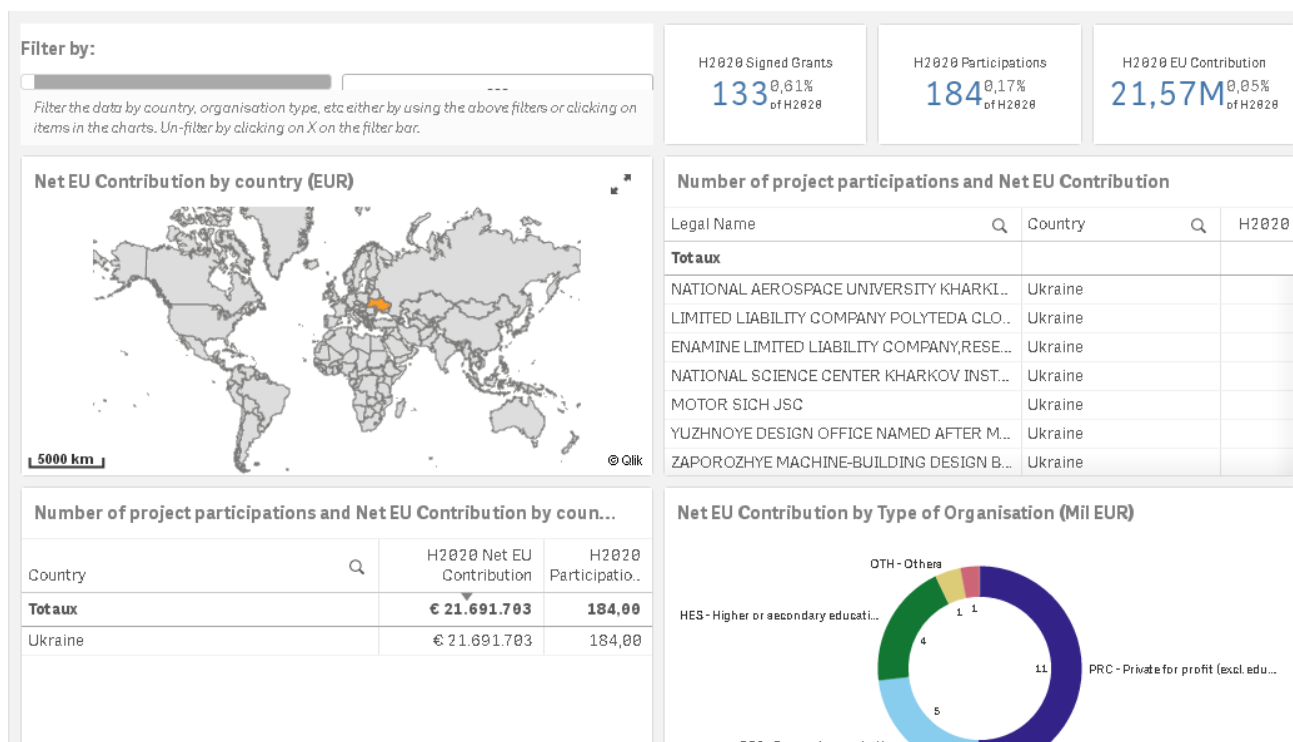 Filter by:
Filter the data by country, organisation type, etc either by using the above filters or clicking on
items in the charts. Un-filter by clicking on X on the filter bar.
H2020 Signed Grants
133 0,61%
of H2020
H2020 Participations
184 0,17%
of H2020
H2020 EU Contribution
21,57M 0,05%
of H2020
Net EU Contribution by country (EUR)
5000 km
© Qlik
Number of project participations and Net EU Contribution
Legal Name Country H2020
Totaux
NATIONAL AEROSPACE UNIVERSITY KHARKI... Ukraine
LIMITED LIABILITY COMPANY POLYTEDA CLO... Ukraine
ENAMINE LIMITED LIABILITY COMPANY,RESE... Ukraine
NATIONAL SCIENCE CENTER KHARKOV INST... Ukraine
MOTOR SICH JSC Ukraine
YUZHNOYE DESIGN OFFICE NAMED AFTER M... Ukraine
ZAPOROZHYE MACHINE-BUILDING DESIGN B... Ukraine
Number of project participations and Net EU Contribution by coun...
H2020 Net EU H2020
Country Contribution Participatio..
Totaux € 21.691.703 184,00
Ukraine € 21.691.703 184,00
Net EU Contribution by Type of Organisation (Mil EUR)
OTH - Others
1 1
HES - Higher or secondary educati...
4
11 PRC - Private for profit (excl. edu...
5